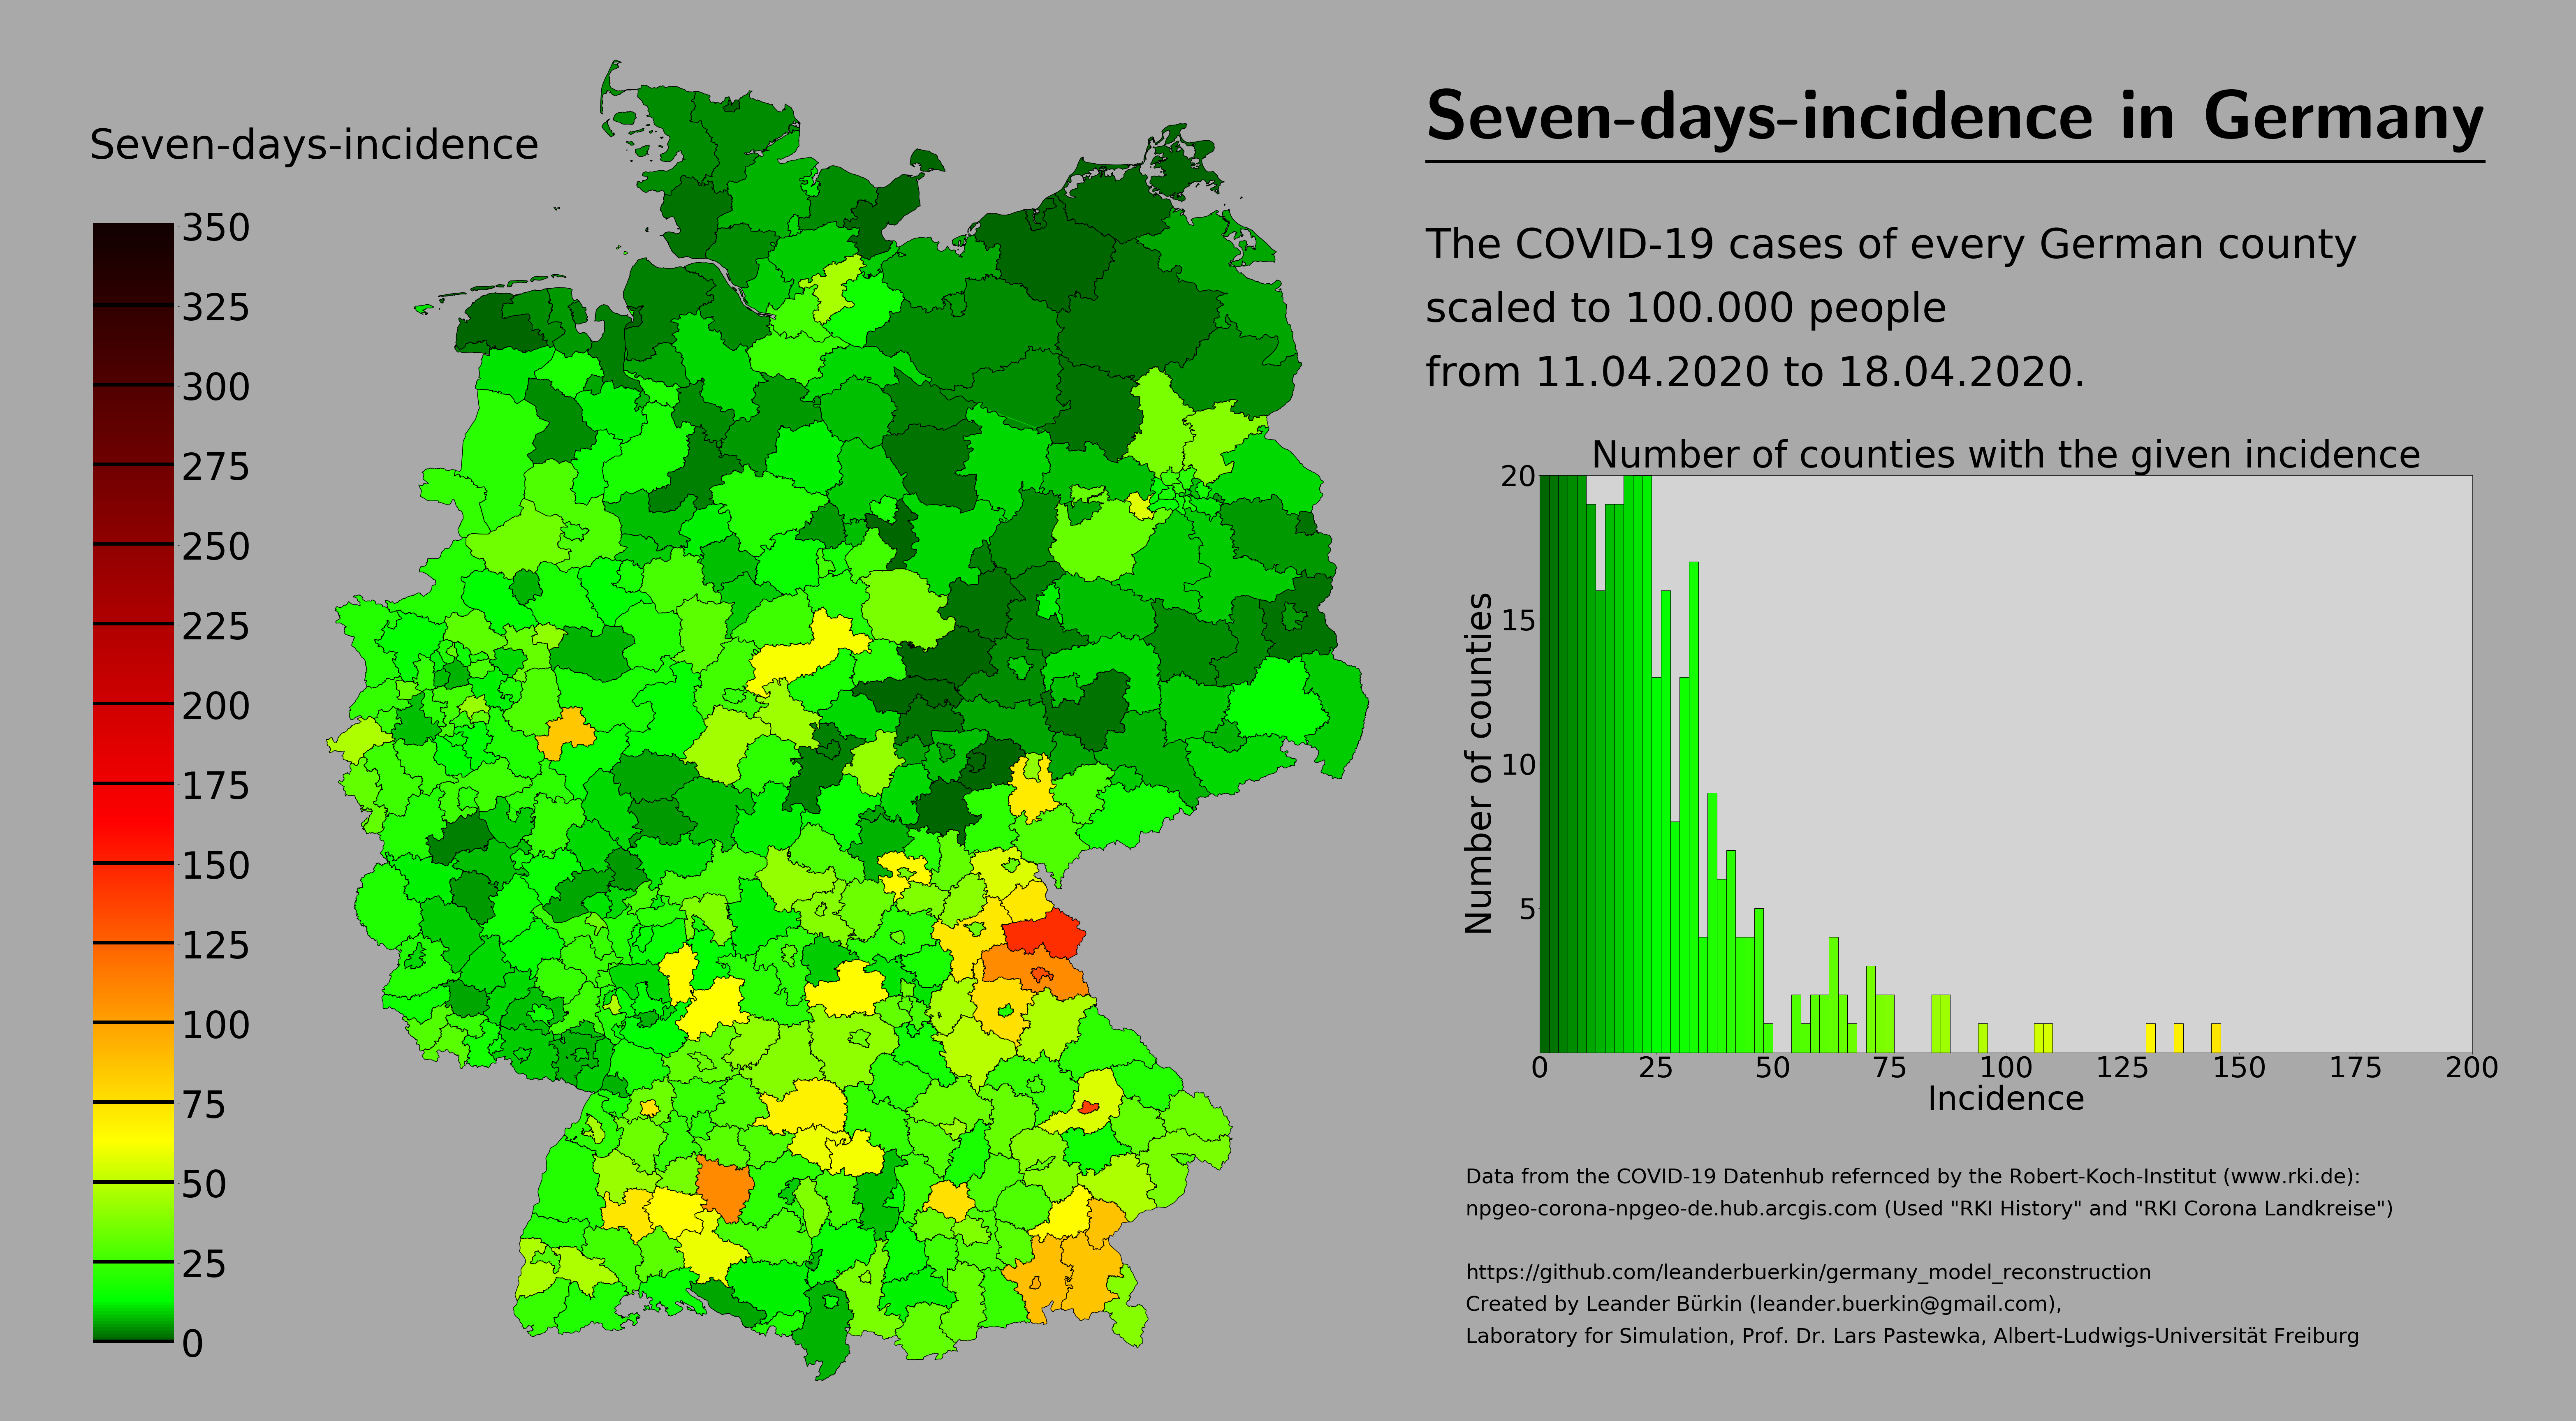 Seven-days-incidence in Germany
Seven-days-incidence
350
325
300
275
250
225
200
175
150
125
100
75
50
25
0
The COVID-19 cases of every German county
scaled to 100.000 people
from 11.04.2020 to 18.04.2020.
Number of counties with the given incidence
Number of counties
20
15
10
5
0 25 50 75 100 125 150 175 200
Incidence
Data from the COVID-19 Datenhub refernced by the Robert-Koch-Institut (www.rki.de):
npgeo-corona-npgeo-de.hub.arcgis.com (Used "RKI History" and "RKI Corona Landkreise")
https://github.com/leanderbuerkin/germany_model_reconstruction
Created by Leander Bürkin (leander.buerkin@gmail.com),
Laboratory for Simulation, Prof. Dr. Lars Pastewka, Albert-Ludwigs-Universität Freiburg